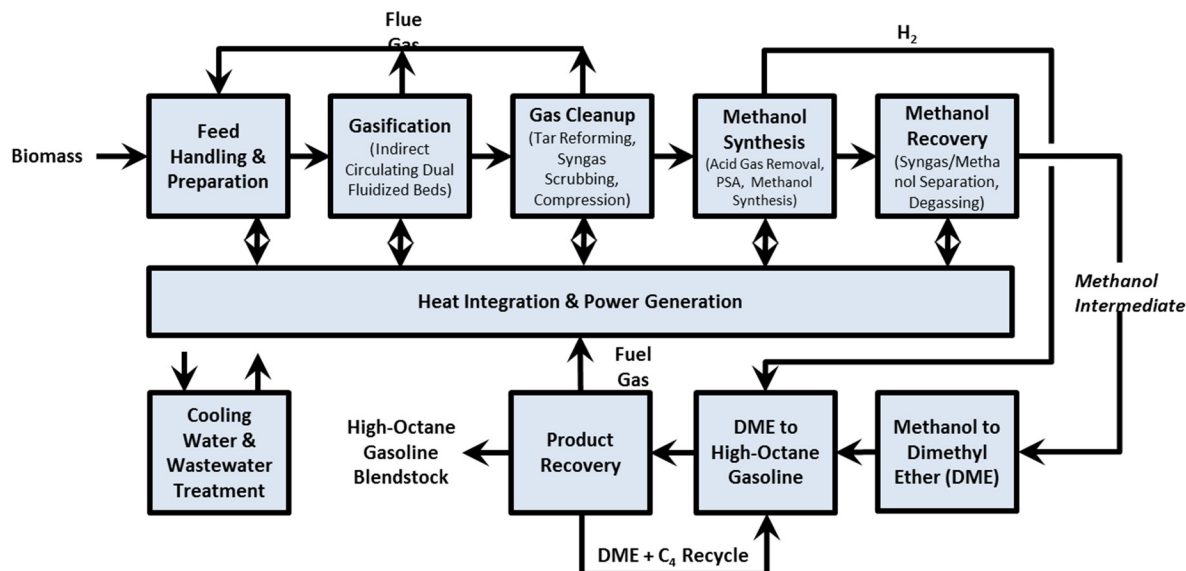 Flue
Gas
H₂
Biomass
Feed
Handling &
Preparation
Gasification
(Indirect
Circulating Dual
Fluidized Beds)
Gas Cleanup
(Tar Reforming,
Syngas
Scrubbing,
Compression)
Methanol
Synthesis
(Acid Gas Removal,
PSA, Methanol
Synthesis)
Methanol
Recovery
(Syngas/Metha
nol Separation,
Degassing)
Heat Integration & Power Generation
Methanol
Intermediate
Fuel
Gas
Cooling
Water &
Wastewater
Treatment
High-Octane
Gasoline
Blendstock
Product
Recovery
DME to
High-Octane
Gasoline
Methanol to
Dimethyl
Ether (DME)
DME + C₄ Recycle